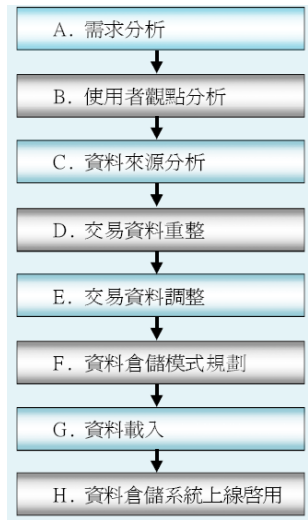 A. 需求分析
B. 使用者觀點分析
C. 資料來源分析
D. 交易資料重整
E. 交易資料調整
F. 資料倉儲模式規劃
G. 資料載入
H. 資料倉儲系統上線啟用